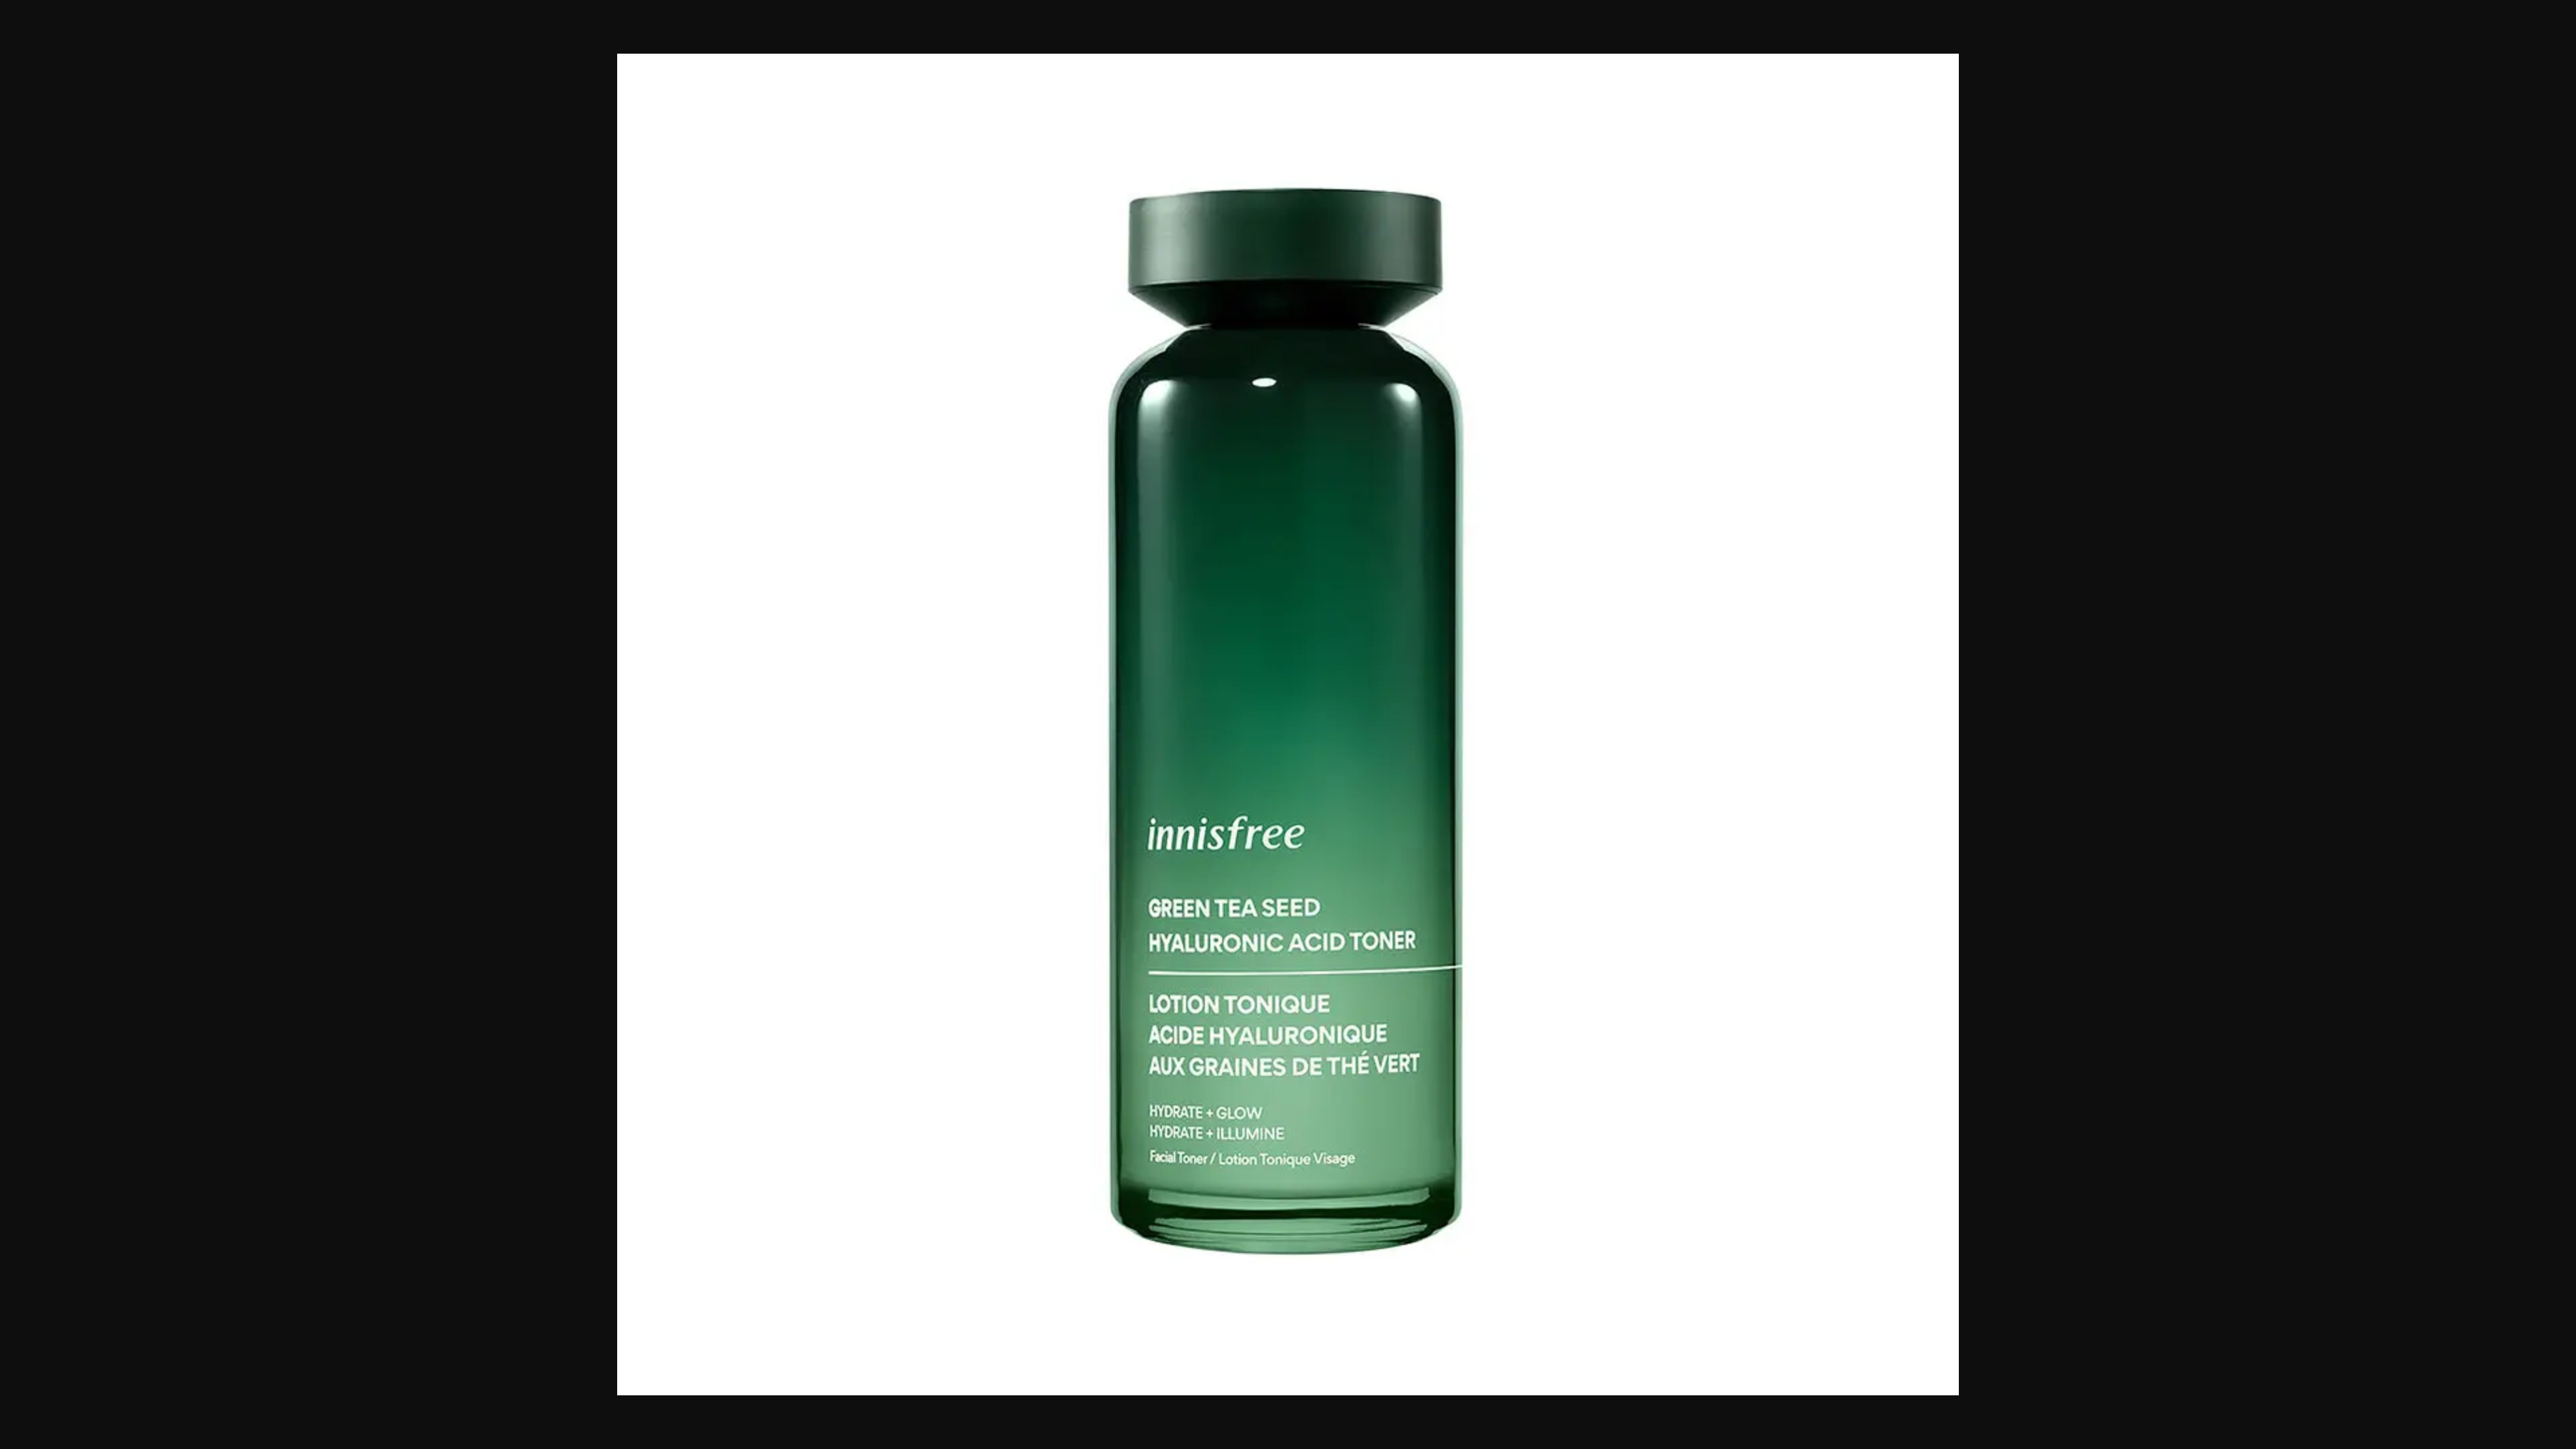 innisfree
GREEN TEA SEED
HYALURONIC ACID TONER
LOTION TONIQUE
ACIDE HYALURONIQUE
AUX GRAINES DE THÉ VERT
HYDRATE + GLOW
HYDRATE + ILLUMINE
Facial Toner / Lotion Tonique Visage